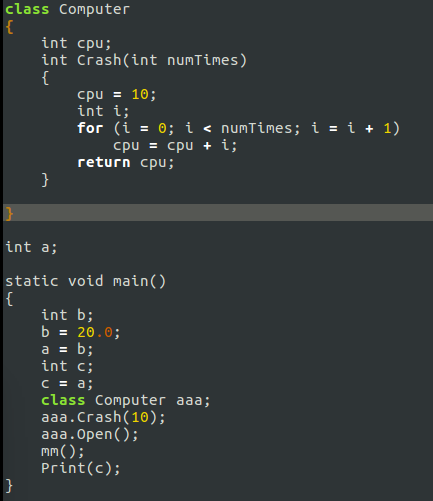 class Computer
{
    int cpu;
    int Crash(int numTimes)
    {
        cpu = 10;
        int i;
        for (i = 0; i < numTimes; i = i + 1)
            cpu = cpu + i;
        return cpu;
    }

}

int a;

static void main()
{
    int b;
    b = 20.0;
    a = b;
    int c;
    c = a;
    class Computer aaa;
    aaa.Crash(10);
    aaa.Open();
    mm();
    Print(c);
}